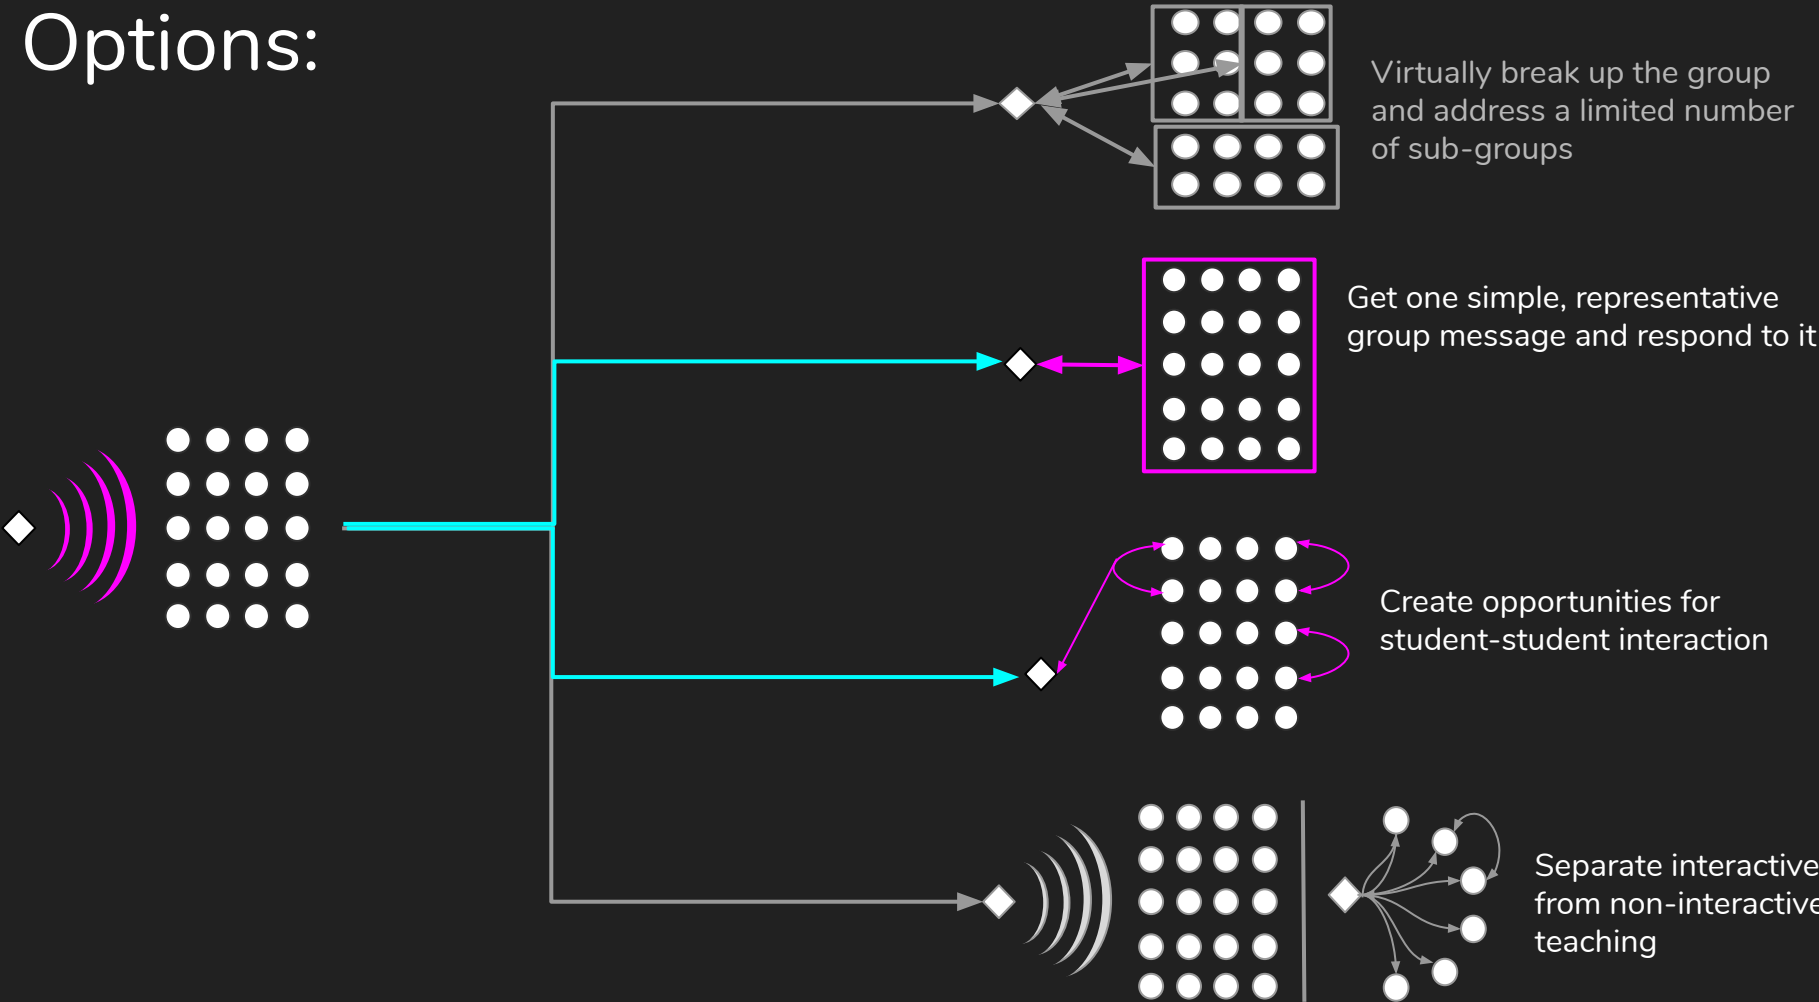 Options:
Virtually break up the group
and address a limited number
of sub-groups
Get one simple, representative
group message and respond to it
Create opportunities for
student-student interaction
Separate interactive
from non-interactive
teaching